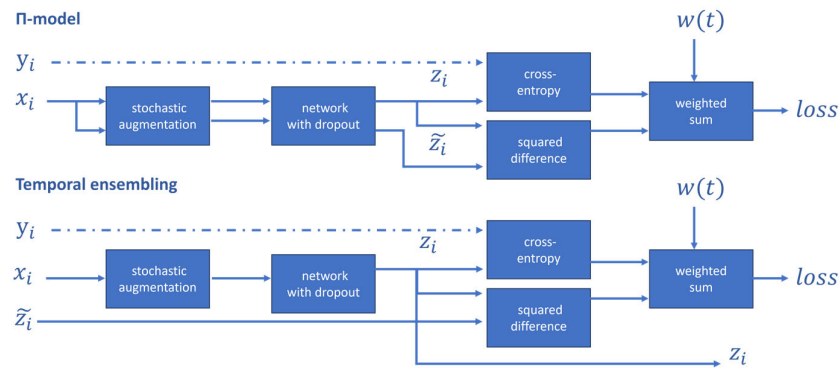 Π-model
w(t)
y_i
z_i
cross-
entropy
x_i
stochastic
augmentation
network
with dropout
weighted
sum
loss
z̃_i
squared
difference
Temporal ensembling
w(t)
y_i
z_i
cross-
entropy
x_i
stochastic
augmentation
network
with dropout
weighted
sum
loss
z̃_i
squared
difference
z_i